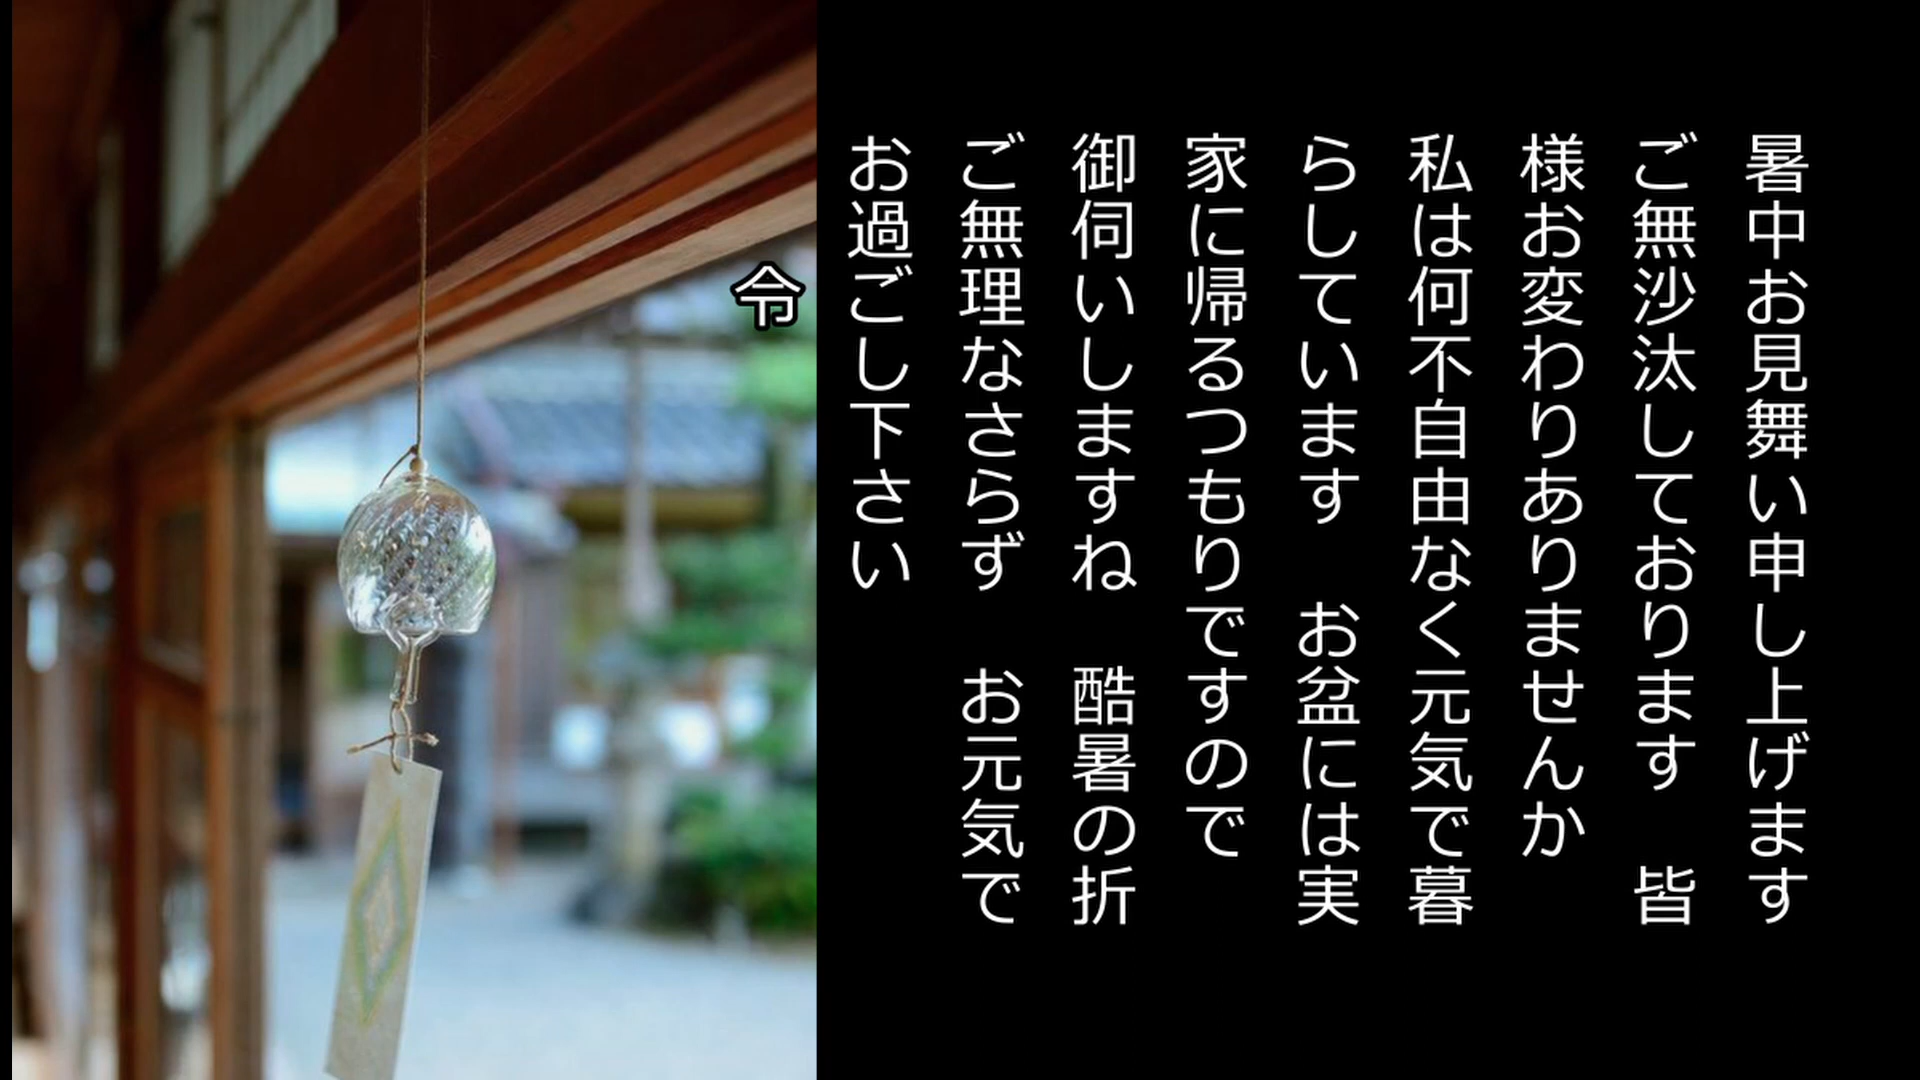 暑中お見舞い申し上げます
ご無沙汰しております　皆
様お変わりありませんか
私は何不自由なく元気で暮
らしています　お盆には実
家に帰るつもりですので
御伺いしますね　酷暑の折
ご無理なさらず　お元気で
お過ごし下さい
令